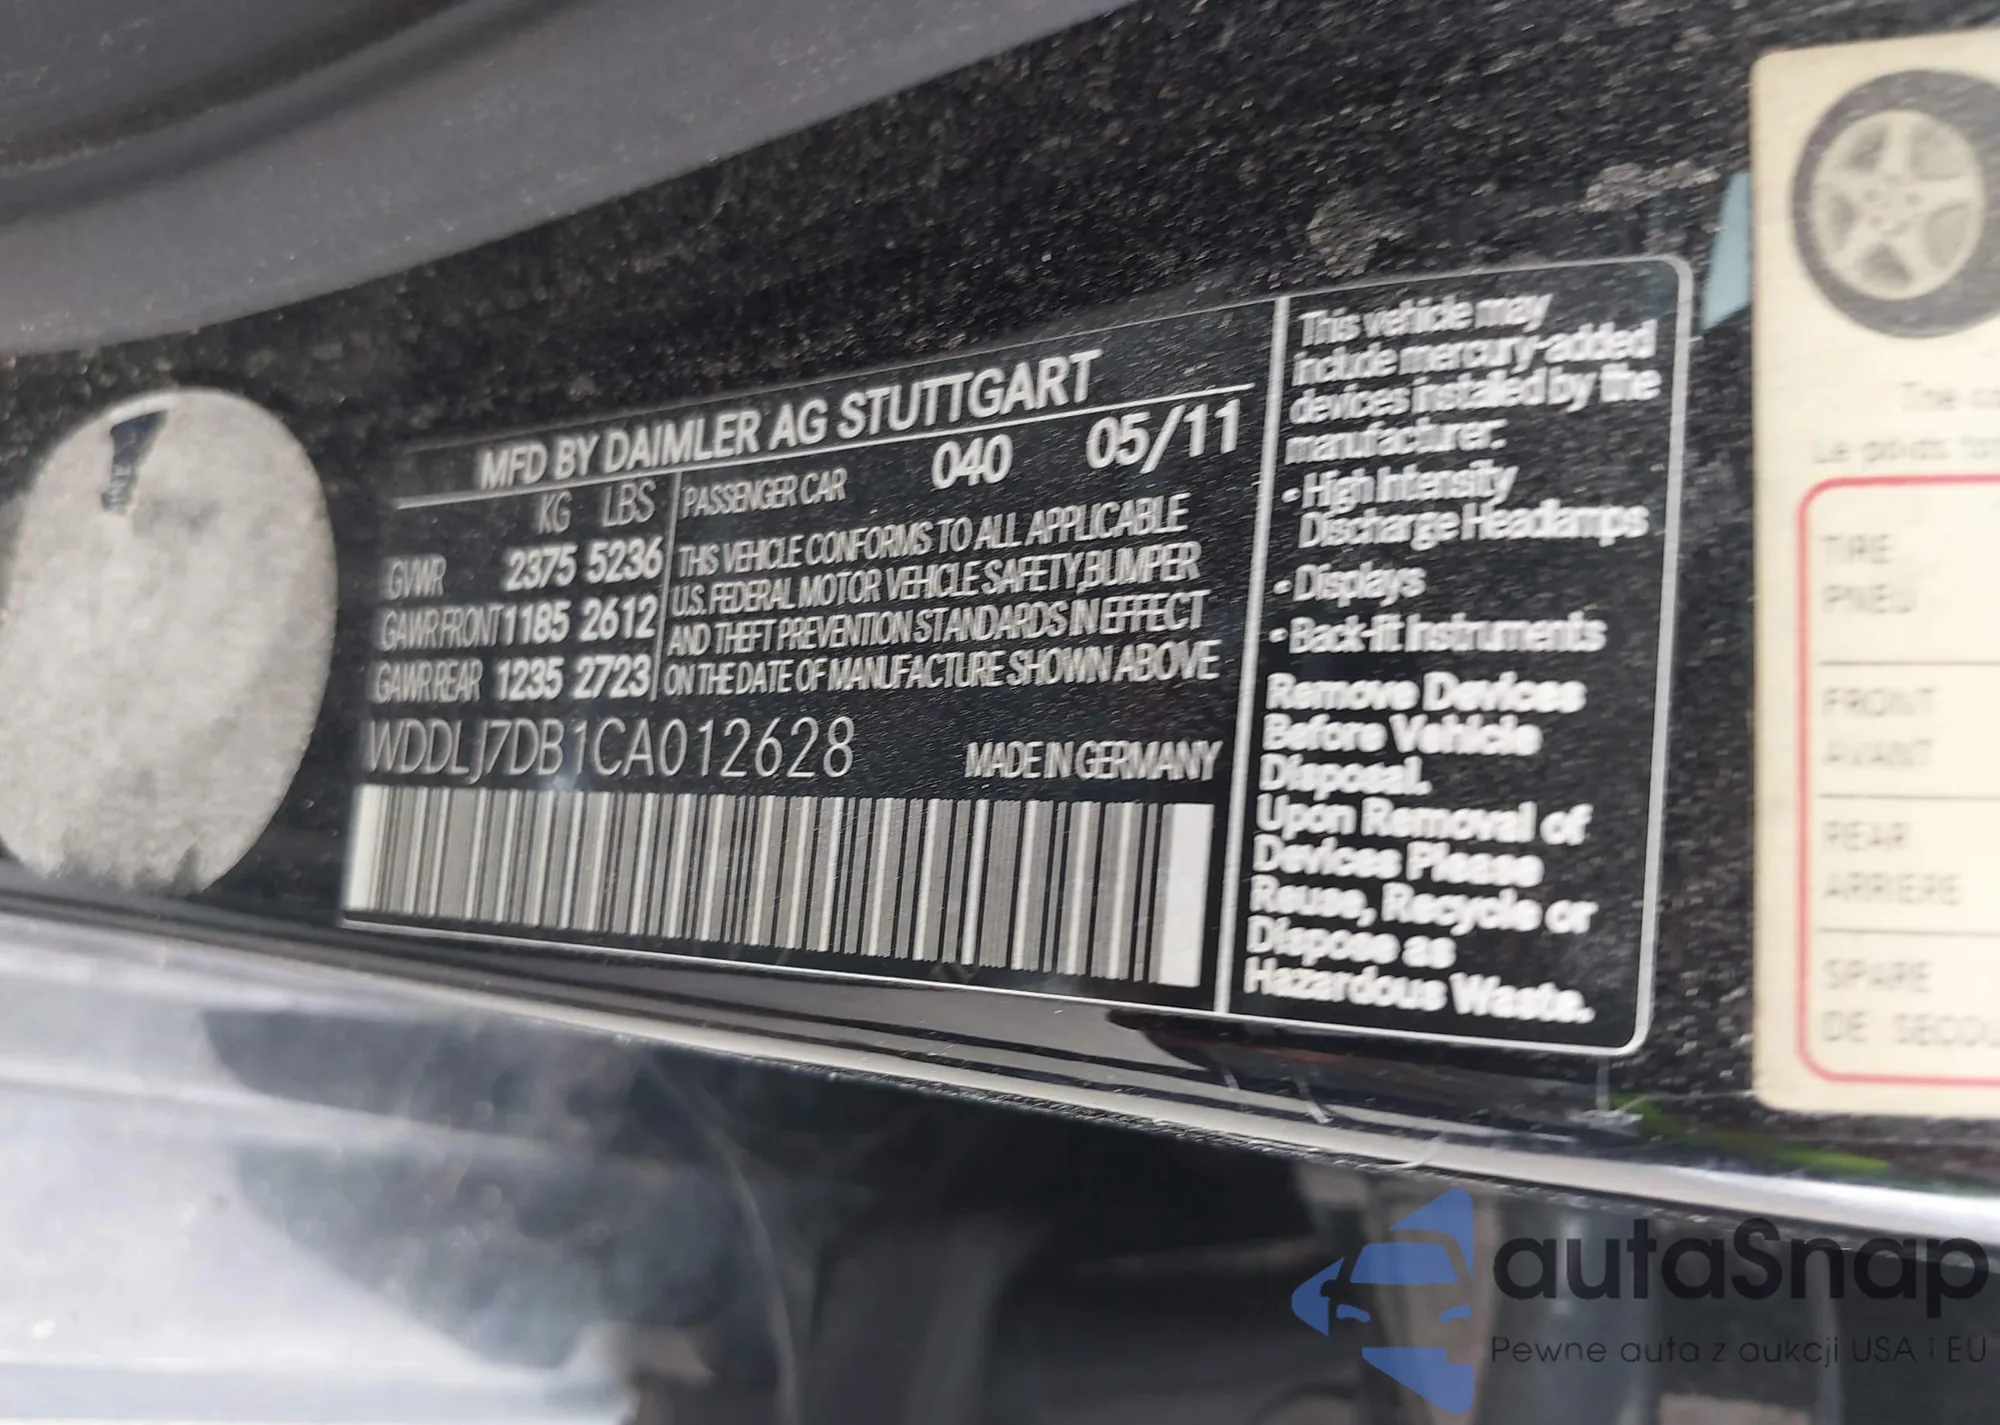 MFD BY DAIMLER AG STUTTGART
KG LBS
GVWR 2375 5236
GAWR FRONT 1185 2612
GAWR REAR 1235 2723
PASSENGER CAR 040 05/11
THIS VEHICLE CONFORMS TO ALL APPLICABLE
U.S. FEDERAL MOTOR VEHICLE SAFETY,BUMPER
AND THEFT PREVENTION STANDARDS IN EFFECT
ON THE DATE OF MANUFACTURE SHOWN ABOVE
WDDLJ7DB1CA012628
MADE IN GERMANY
This vehicle may
include mercury-added
devices installed by the
manufacturer:
• High Intensity
Discharge Headlamps
• Displays
• Back-lit Instruments
Remove Devices
Before Vehicle
Disposal.
Upon Removal of
Devices Please
Reuse, Recycle or
Dispose as
Hazardous Waste.
The
Le poids
TIRE
PNEU
FRONT
AVANT
REAR
ARRIERE
SPARE
DE
autaSnap
Pewne auta z aukcji USA i EU